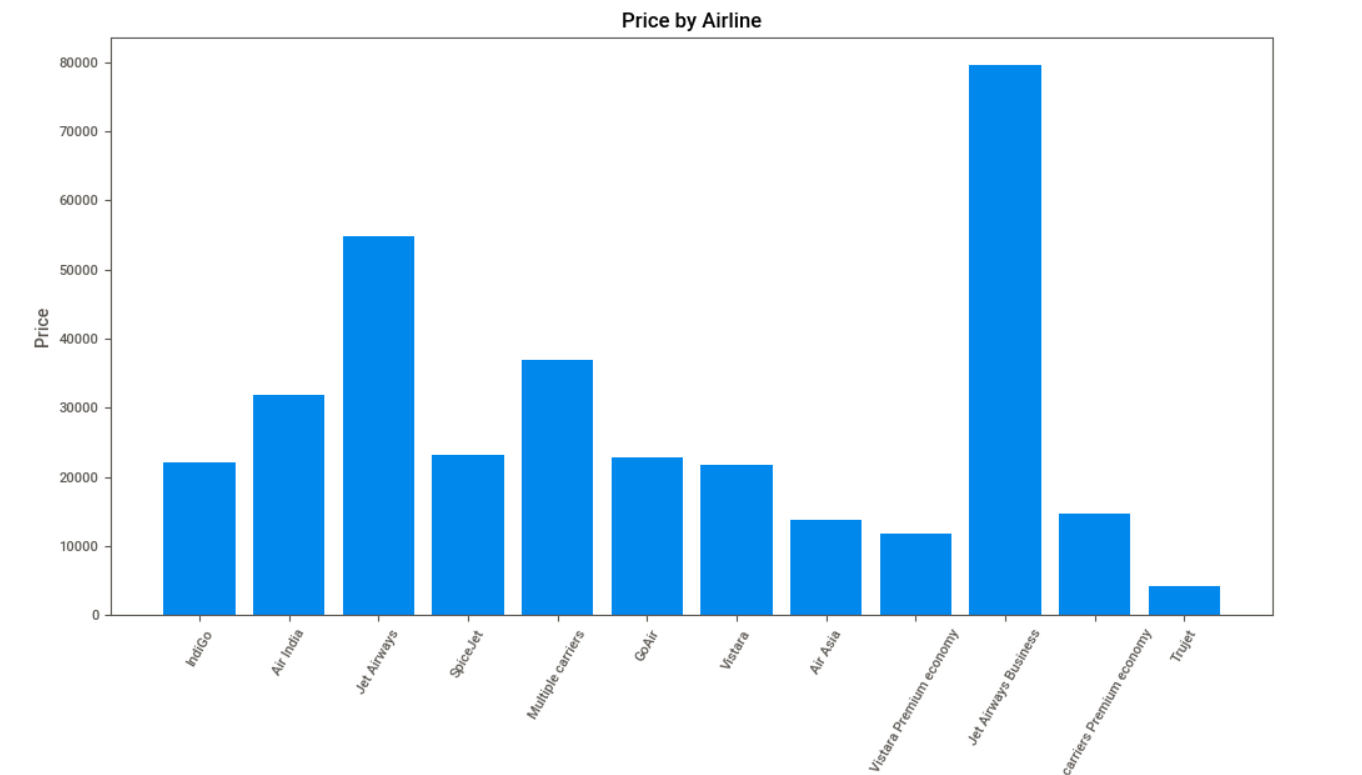 Price by Airline
80000
70000
60000
50000
40000
30000
20000
10000
0
Price
IndiGo
Air India
Jet Airways
SpiceJet
Multiple carriers
GoAir
Vistara
Air Asia
Vistara Premium economy
Jet Airways Business
carriers Premium economy
Trujet